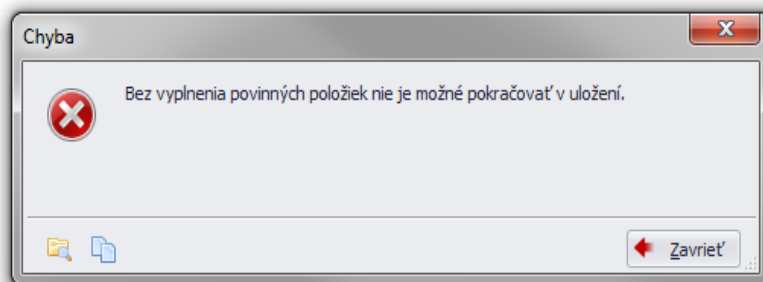 Chyba
Bez vyplnenia povinných položiek nie je možné pokračovať v uložení.
Zavrieť